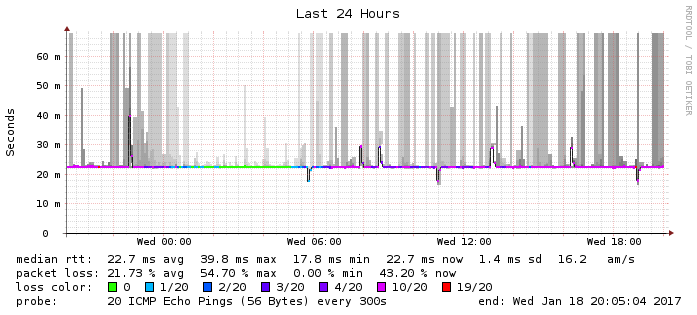 Last 24 Hours
RRDTOOL / TOBI OETIKER
Seconds
60 m
50 m
40 m
30 m
20 m
10 m
0
Wed 00:00 Wed 06:00 Wed 12:00 Wed 18:00
median rtt: 22.7 ms avg 39.8 ms max 17.8 ms min 22.7 ms now 1.4 ms sd 16.2 am/s
packet loss: 21.73 % avg 54.70 % max 0.00 % min 43.20 % now
loss color: 0 1/20 2/20 3/20 4/20 10/20 19/20
probe: 20 ICMP Echo Pings (56 Bytes) every 300s end: Wed Jan 18 20:05:04 2017